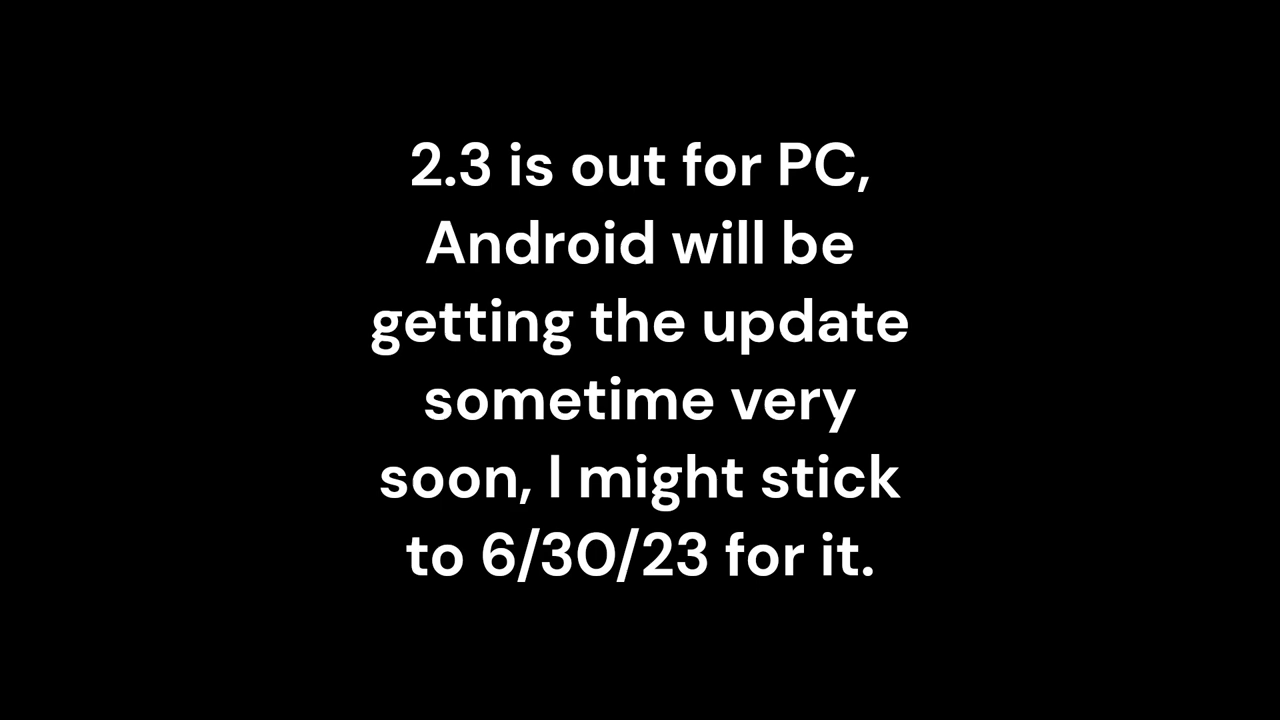 2.3 is out for PC,
Android will be
getting the update
sometime very
soon, I might stick
to 6/30/23 for it.